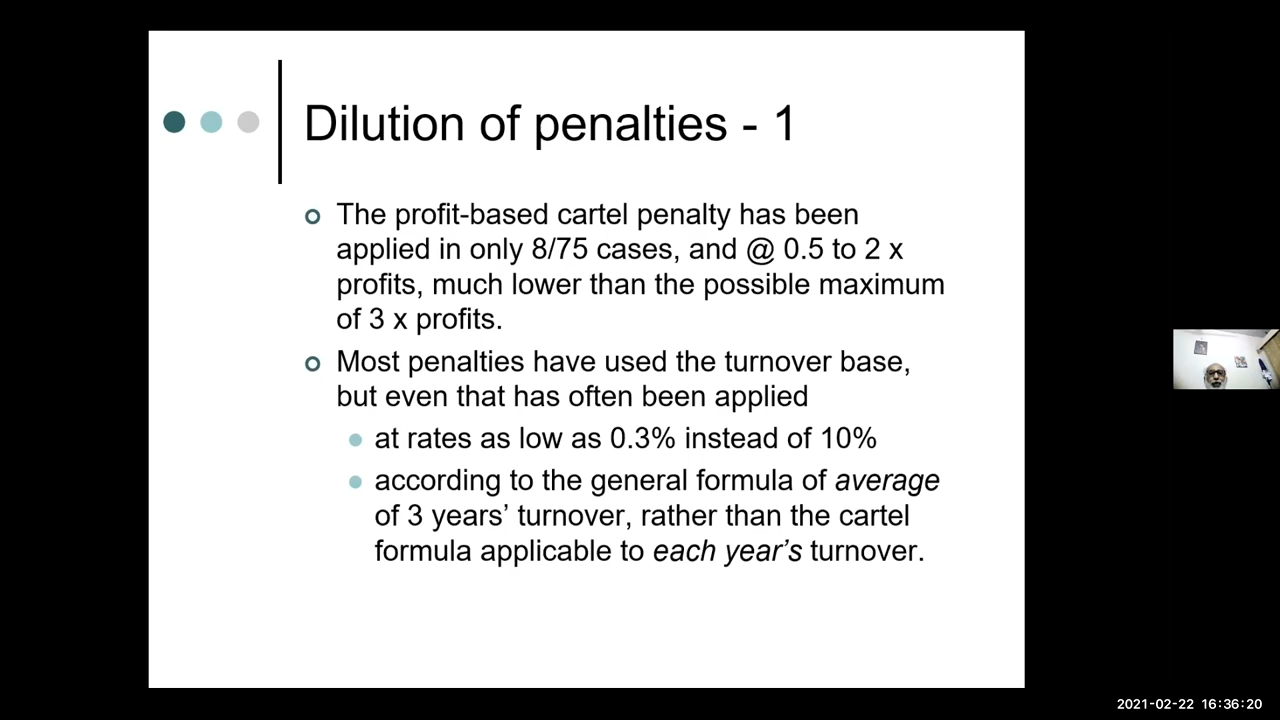 Dilution of penalties - 1
The profit-based cartel penalty has been
applied in only 8/75 cases, and @ 0.5 to 2 x
profits, much lower than the possible maximum
of 3 x profits.
Most penalties have used the turnover base,
but even that has often been applied
at rates as low as 0.3% instead of 10%
according to the general formula of average
of 3 years’ turnover, rather than the cartel
formula applicable to each year’s turnover.
2021-02-22 16:36:20